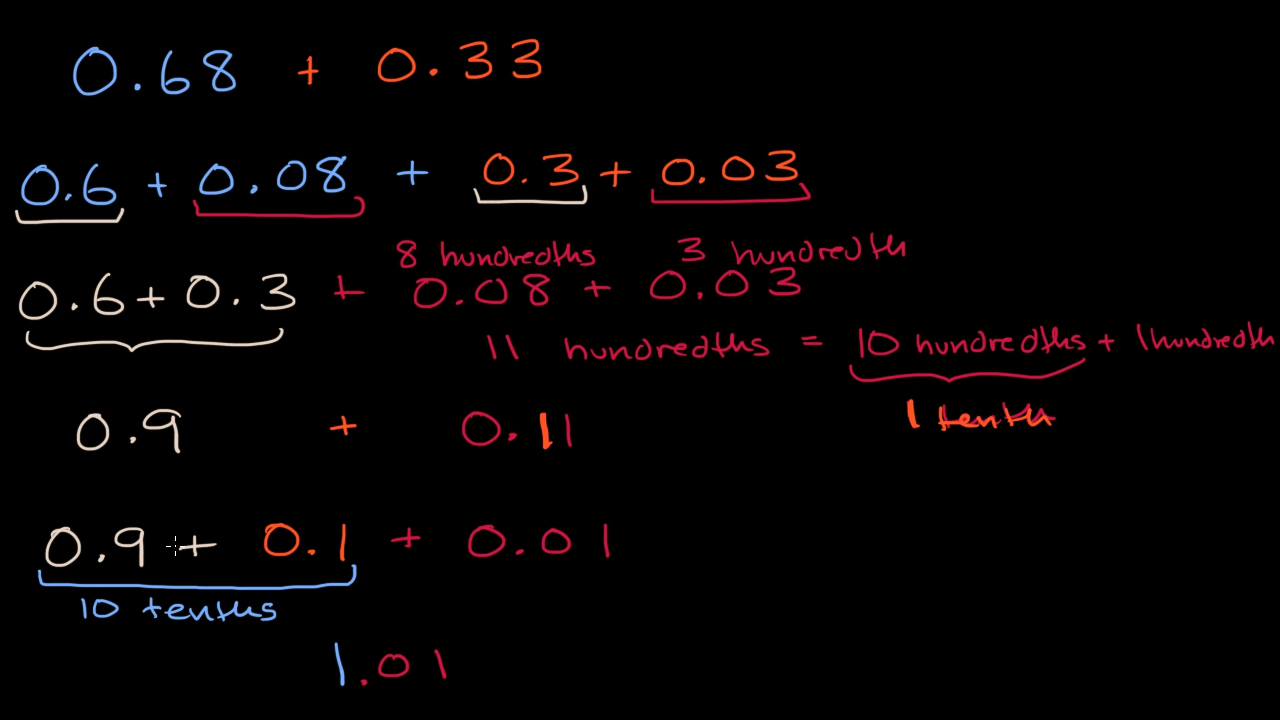 0.68 + 0.33
0.6 + 0.08 + 0.3 + 0.03
8 hundredths 3 hundredth
0.6 + 0.3 + 0.08 + 0.03
11 hundredths = 10 hundredths + 1 hundredth
1 tenth
0.9 + 0.11
0.9 + 0.1 + 0.01
10 tenths
1.01